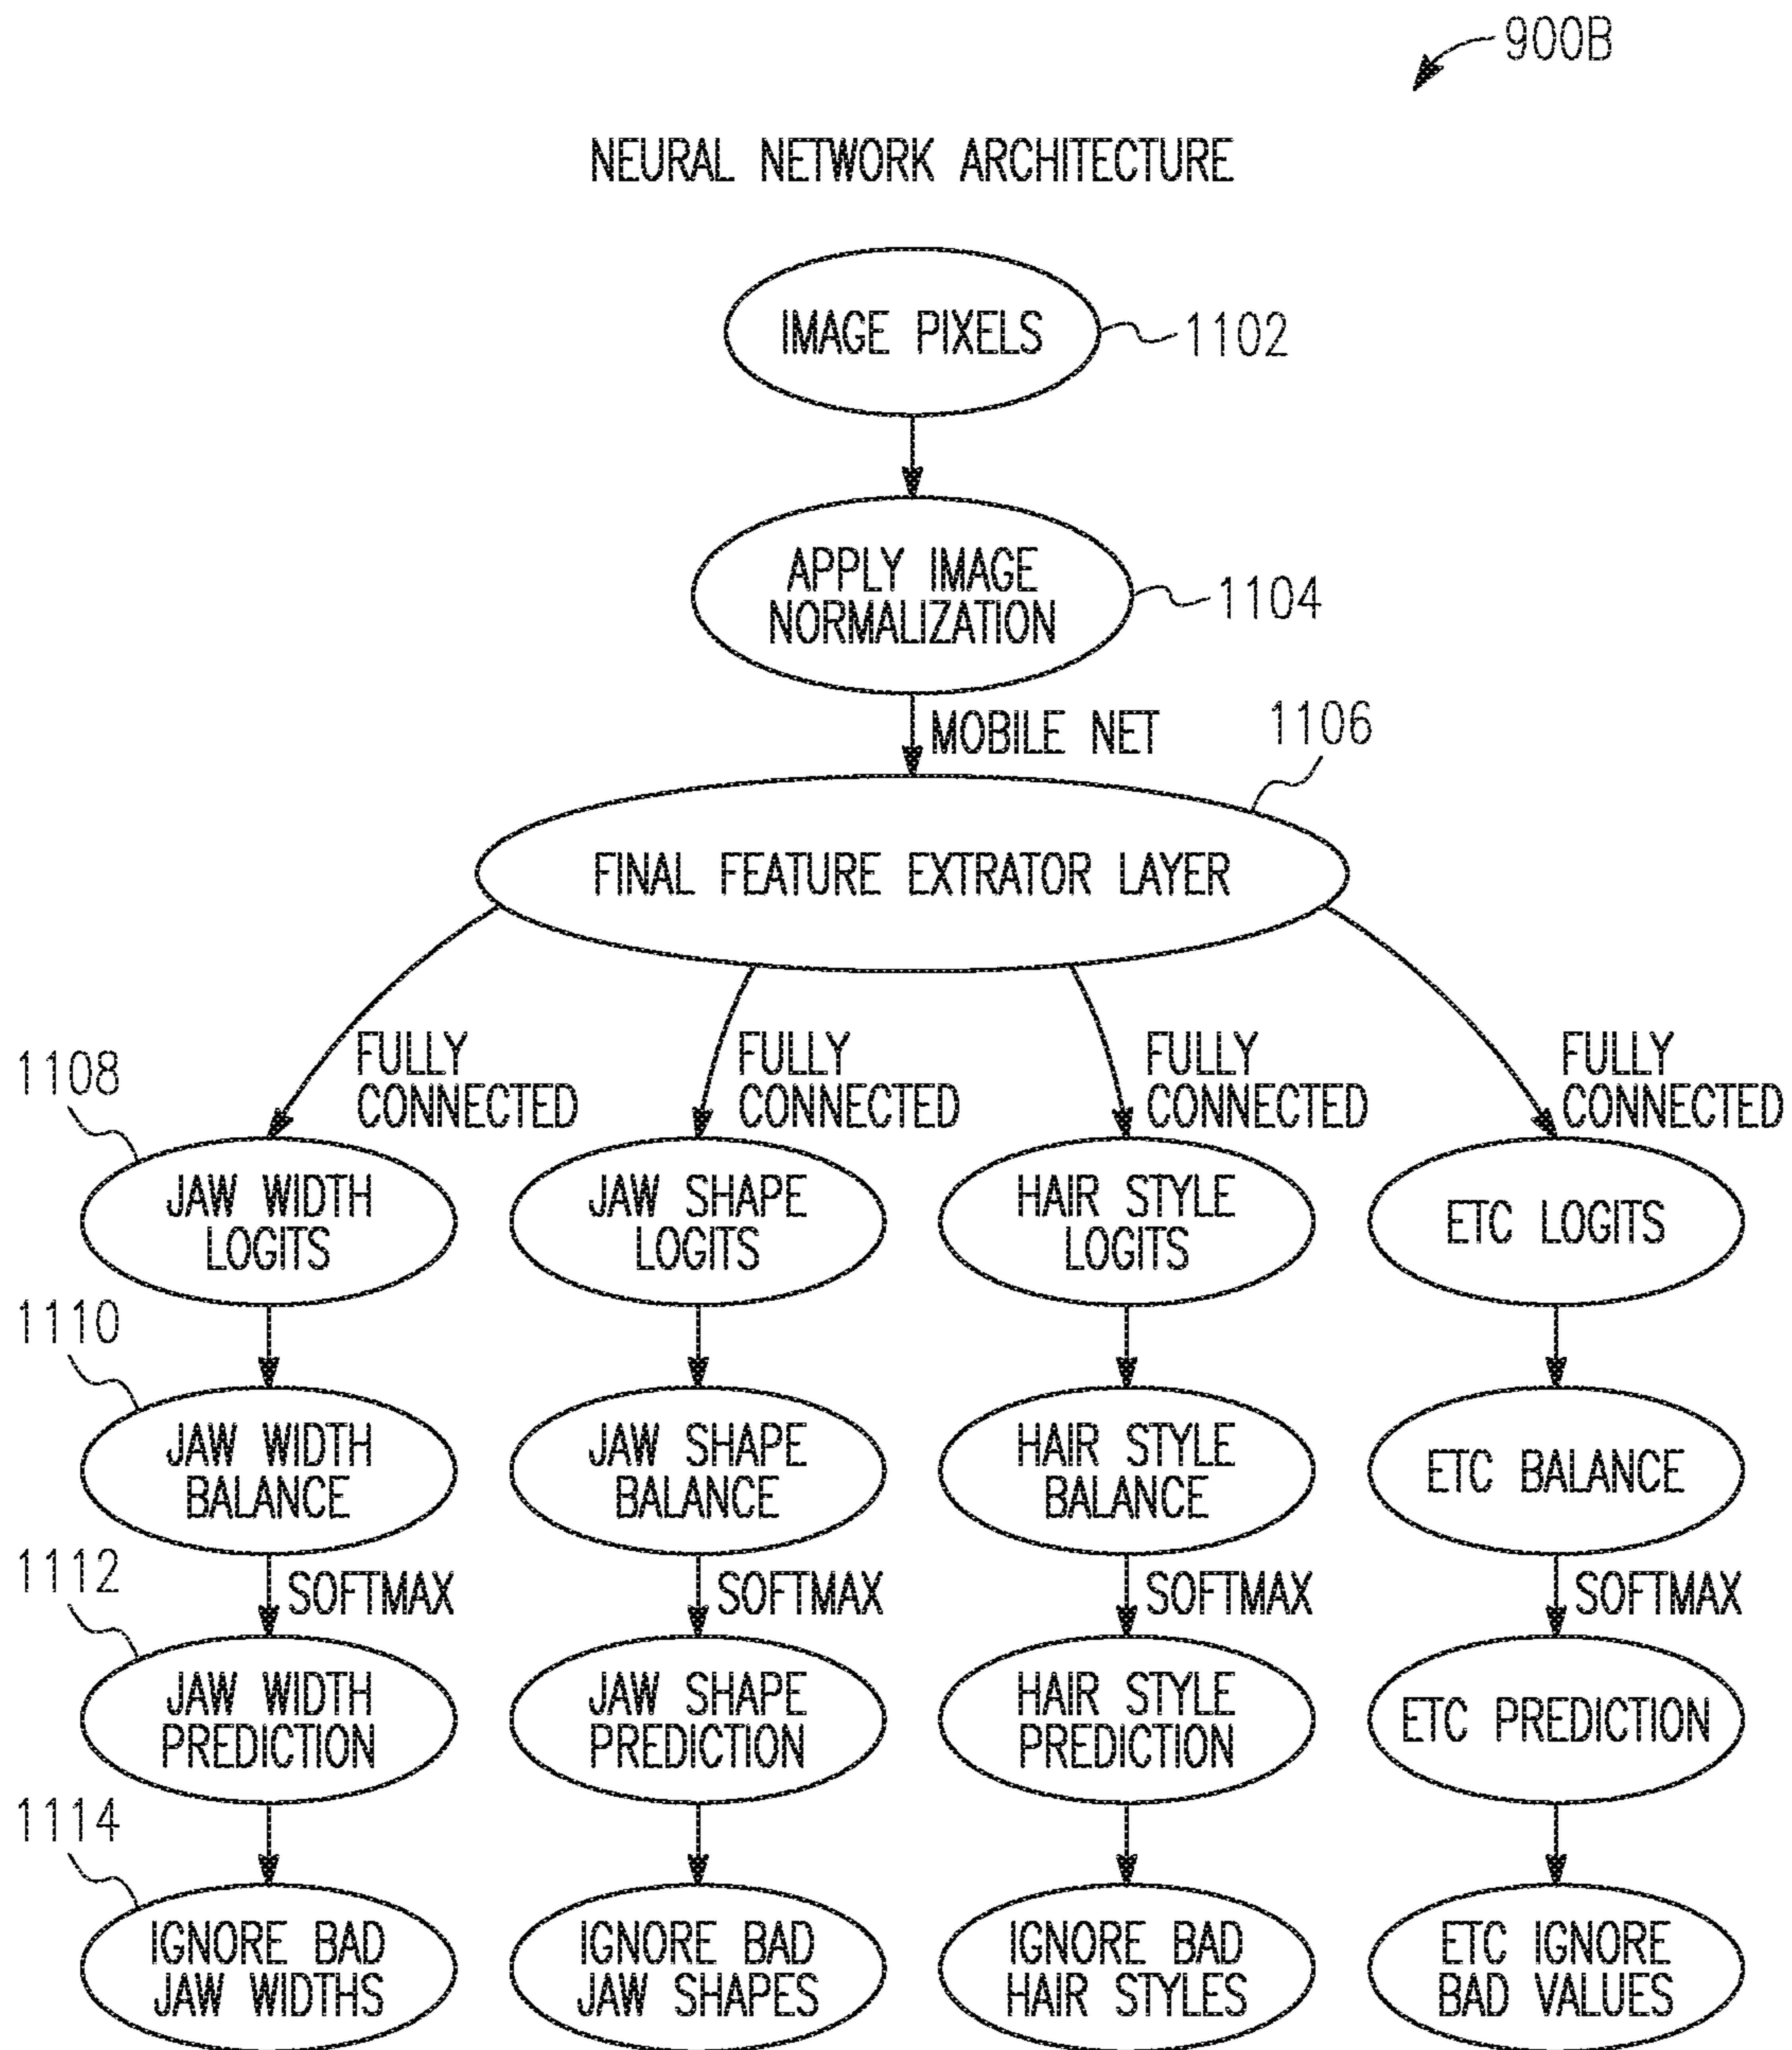 900B
NEURAL NETWORK ARCHITECTURE
IMAGE PIXELS
1102
APPLY IMAGE
NORMALIZATION
1104
MOBILE NET
1106
FINAL FEATURE EXTRATOR LAYER
FULLY
CONNECTED
FULLY
CONNECTED
FULLY
CONNECTED
FULLY
CONNECTED
1108
JAW WIDTH
LOGITS
JAW SHAPE
LOGITS
HAIR STYLE
LOGITS
ETC LOGITS
1110
JAW WIDTH
BALANCE
JAW SHAPE
BALANCE
HAIR STYLE
BALANCE
ETC BALANCE
1112
SOFTMAX
SOFTMAX
SOFTMAX
SOFTMAX
JAW WIDTH
PREDICTION
JAW SHAPE
PREDICTION
HAIR STYLE
PREDICTION
ETC PREDICTION
1114
IGNORE BAD
JAW WIDTHS
IGNORE BAD
JAW SHAPES
IGNORE BAD
HAIR STYLES
ETC IGNORE
BAD VALUES